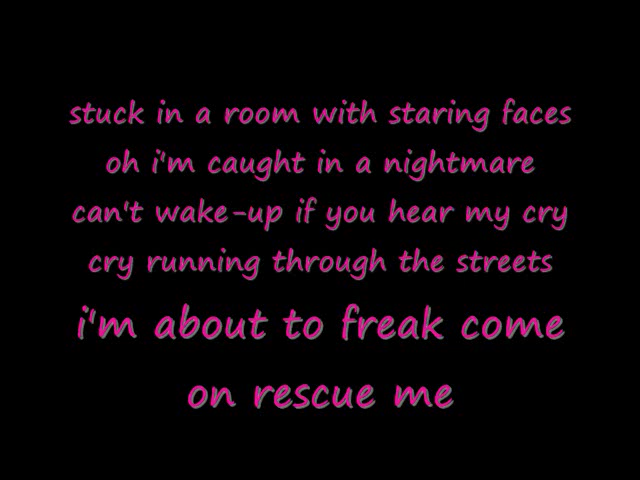 stuck in a room with staring faces
oh i'm caught in a nightmare
can't wake-up if you hear my cry
cry running through the streets
i'm about to freak come
on rescue me